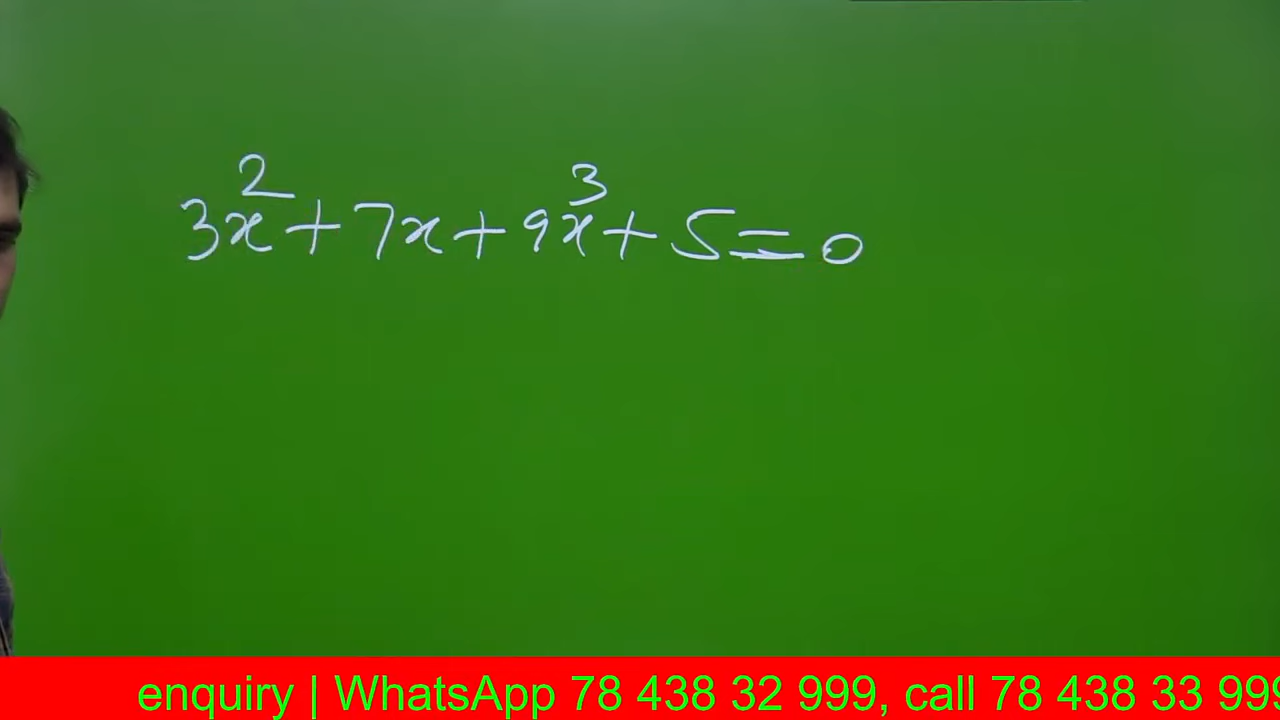 3x² + 7x + 9x³ + 5 = 0
enquiry | WhatsApp 78 438 32 999, call 78 438 33 999